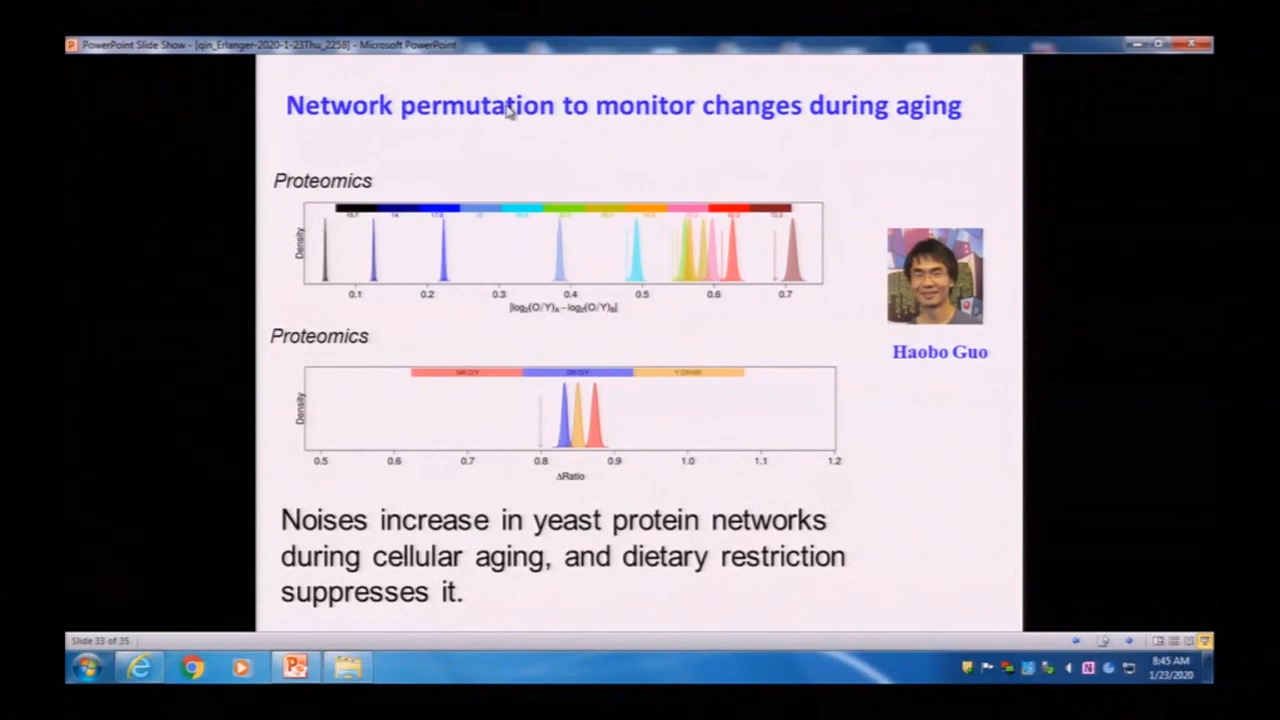 PowerPoint Slide Show - [qin_Erlanger-2020-1-23Thu_2258] - Microsoft PowerPoint
Network permutation to monitor changes during aging
Proteomics
14
Density
0.1 0.2 0.3 0.4 0.5 0.6 0.7
|log₂(O/Y)A − log₂(O/Y)B|
Proteomics
Density
0.5 0.6 0.7 0.8 0.9 1.0 1.1 1.2
ΔRatio
Haobo Guo
Noises increase in yeast protein networks
during cellular aging, and dietary restriction
suppresses it.
Slide 33 of 35
8:45 AM
1/23/2020